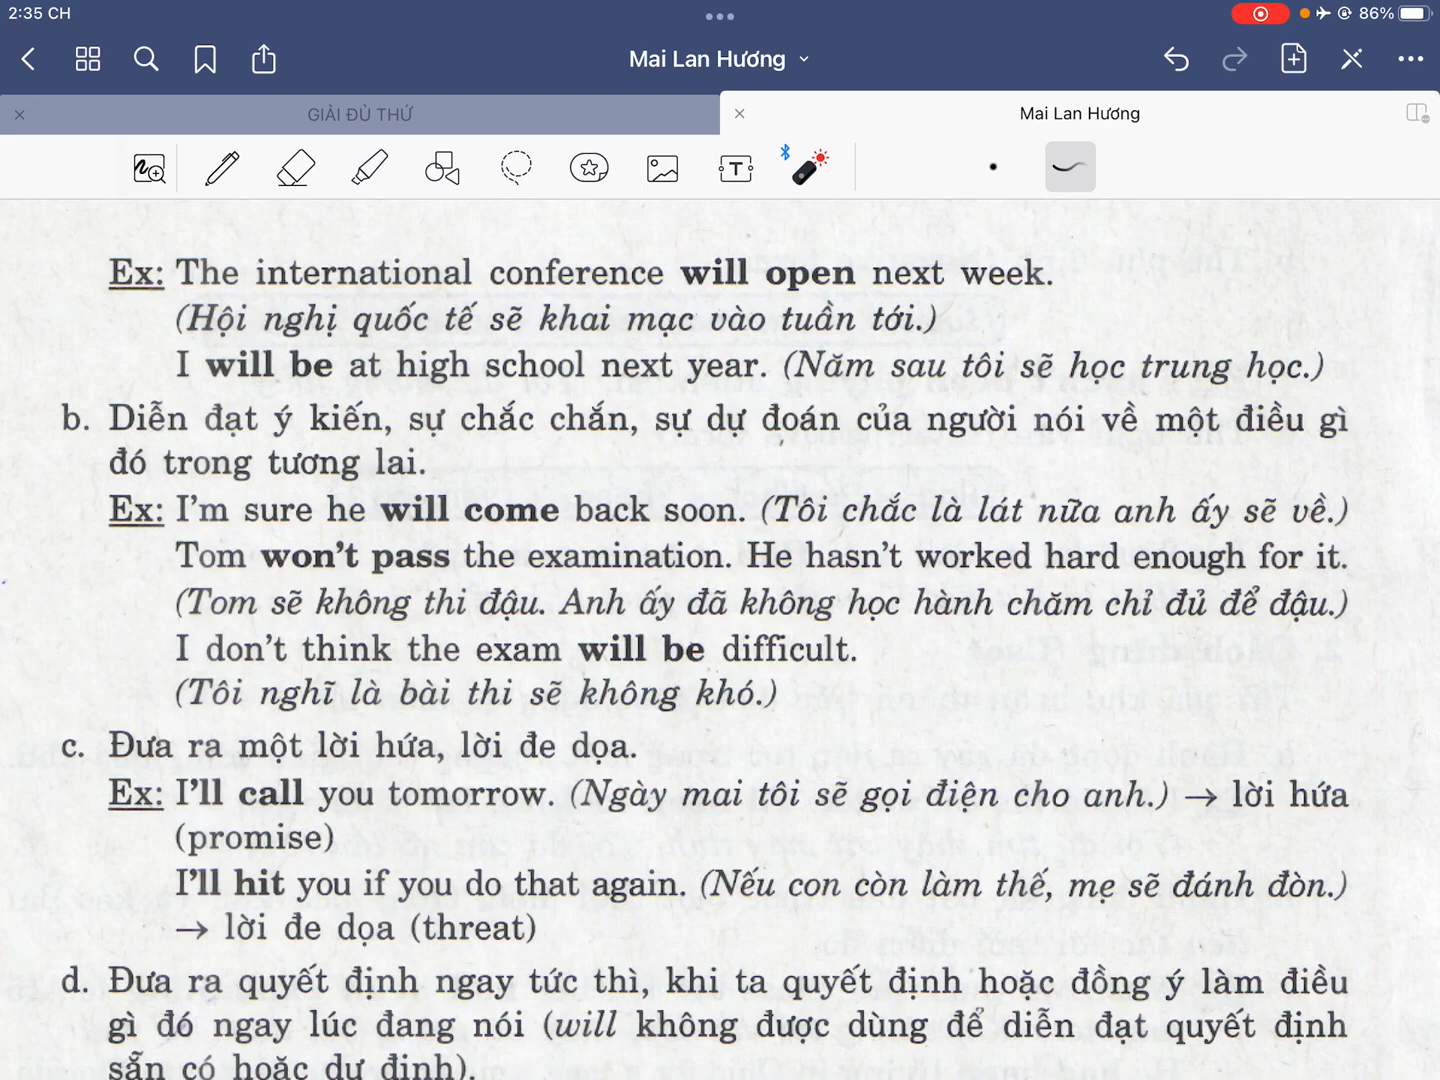 2:35 CH
86%
Mai Lan Hương
GIẢI ĐỦ THỨ
Mai Lan Hương
Ex: The international conference will open next week.
(Hội nghị quốc tế sẽ khai mạc vào tuần tới.)
I will be at high school next year. (Năm sau tôi sẽ học trung học.)
b. Diễn đạt ý kiến, sự chắc chắn, sự dự đoán của người nói về một điều gì
đó trong tương lai.
Ex: I'm sure he will come back soon. (Tôi chắc là lát nữa anh ấy sẽ về.)
Tom won't pass the examination. He hasn't worked hard enough for it.
(Tom sẽ không thi đậu. Anh ấy đã không học hành chăm chỉ đủ để đậu.)
I don't think the exam will be difficult.
(Tôi nghĩ là bài thi sẽ không khó.)
c. Đưa ra một lời hứa, lời đe dọa.
Ex: I'll call you tomorrow. (Ngày mai tôi sẽ gọi điện cho anh.) → lời hứa
(promise)
I'll hit you if you do that again. (Nếu con còn làm thế, mẹ sẽ đánh đòn.)
→ lời đe dọa (threat)
d. Đưa ra quyết định ngay tức thì, khi ta quyết định hoặc đồng ý làm điều
gì đó ngay lúc đang nói (will không được dùng để diễn đạt quyết định
sẵn có hoặc dự định).